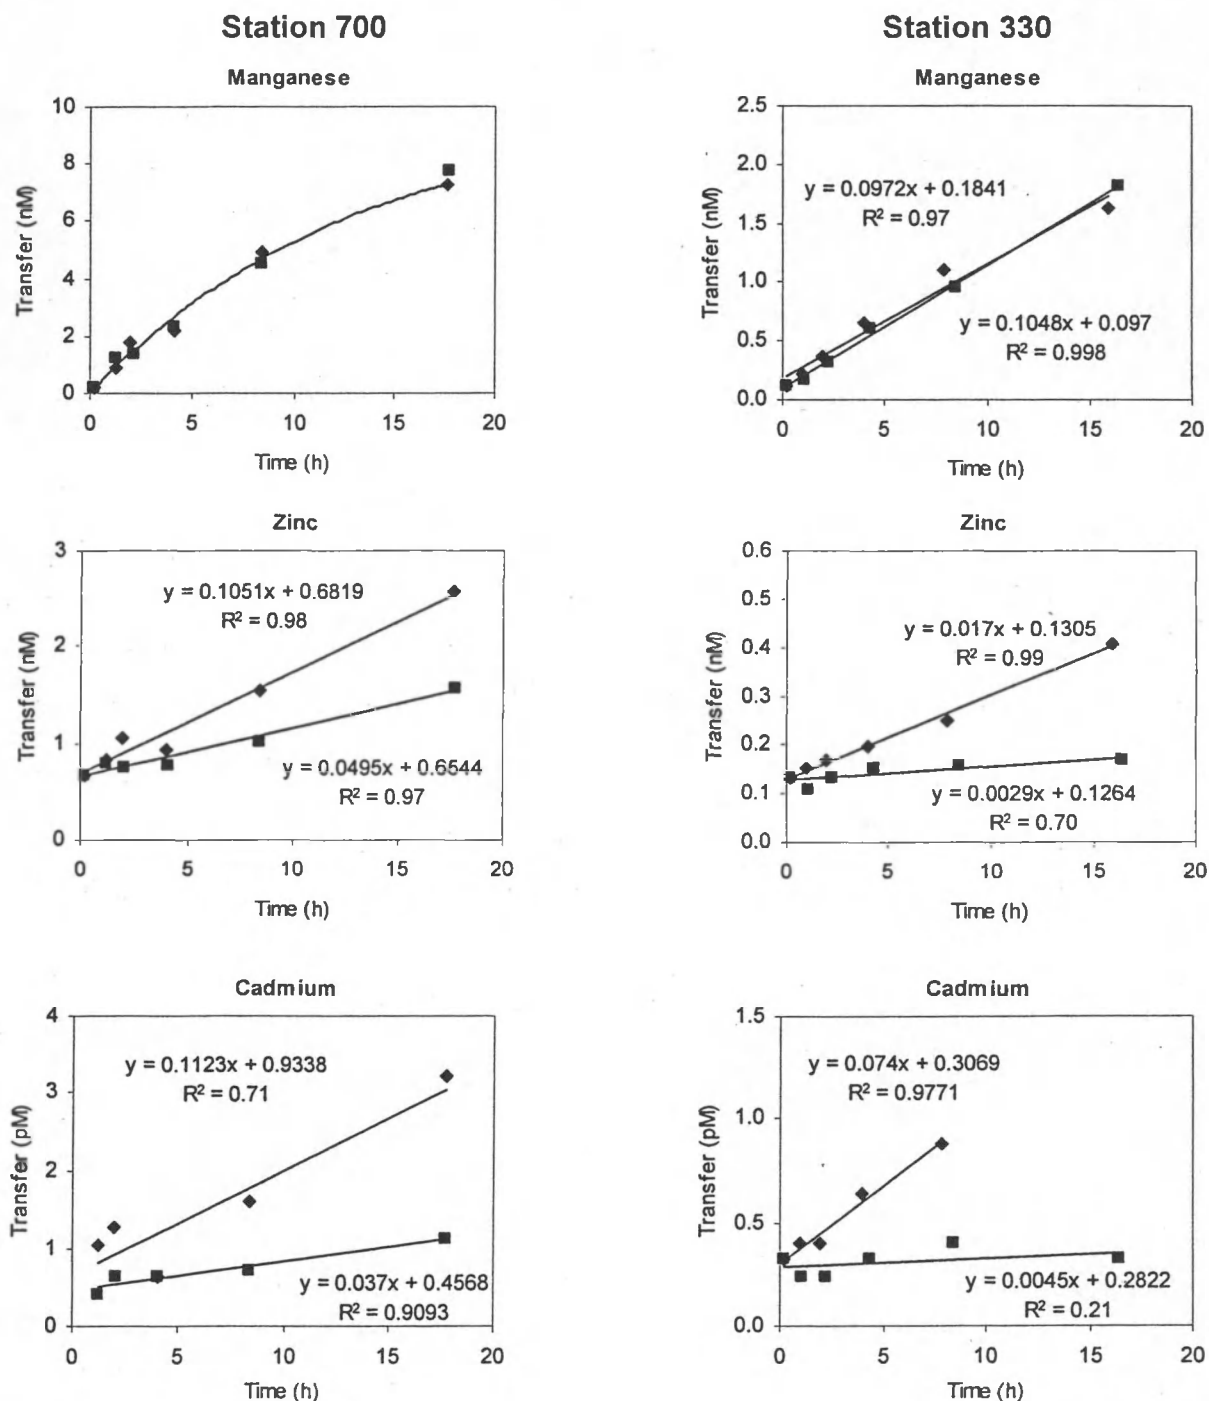 Station 700
Station 330
Manganese
10
8
6
4
2
0
Transfer (nM)
0 5 10 15 20
Time (h)
Manganese
2.5
2.0
1.5
1.0
0.5
0.0
Transfer (nM)
y = 0.0972x + 0.1841
R² = 0.97
y = 0.1048x + 0.097
R² = 0.998
0 5 10 15 20
Time (h)
Zinc
3
2
1
0
Transfer (nM)
y = 0.1051x + 0.6819
R² = 0.98
y = 0.0495x + 0.6544
R² = 0.97
0 5 10 15 20
Time (h)
Zinc
0.6
0.5
0.4
0.3
0.2
0.1
0.0
Transfer (nM)
y = 0.017x + 0.1305
R² = 0.99
y = 0.0029x + 0.1264
R² = 0.70
0 5 10 15 20
Time (h)
Cadmium
4
3
2
1
0
Transfer (pM)
y = 0.1123x + 0.9338
R² = 0.71
y = 0.037x + 0.4568
R² = 0.9093
0 5 10 15 20
Time (h)
Cadmium
1.5
1.0
0.5
0.0
Transfer (pM)
y = 0.074x + 0.3069
R² = 0.9771
y = 0.0045x + 0.2822
R² = 0.21
0 5 10 15 20
Time (h)